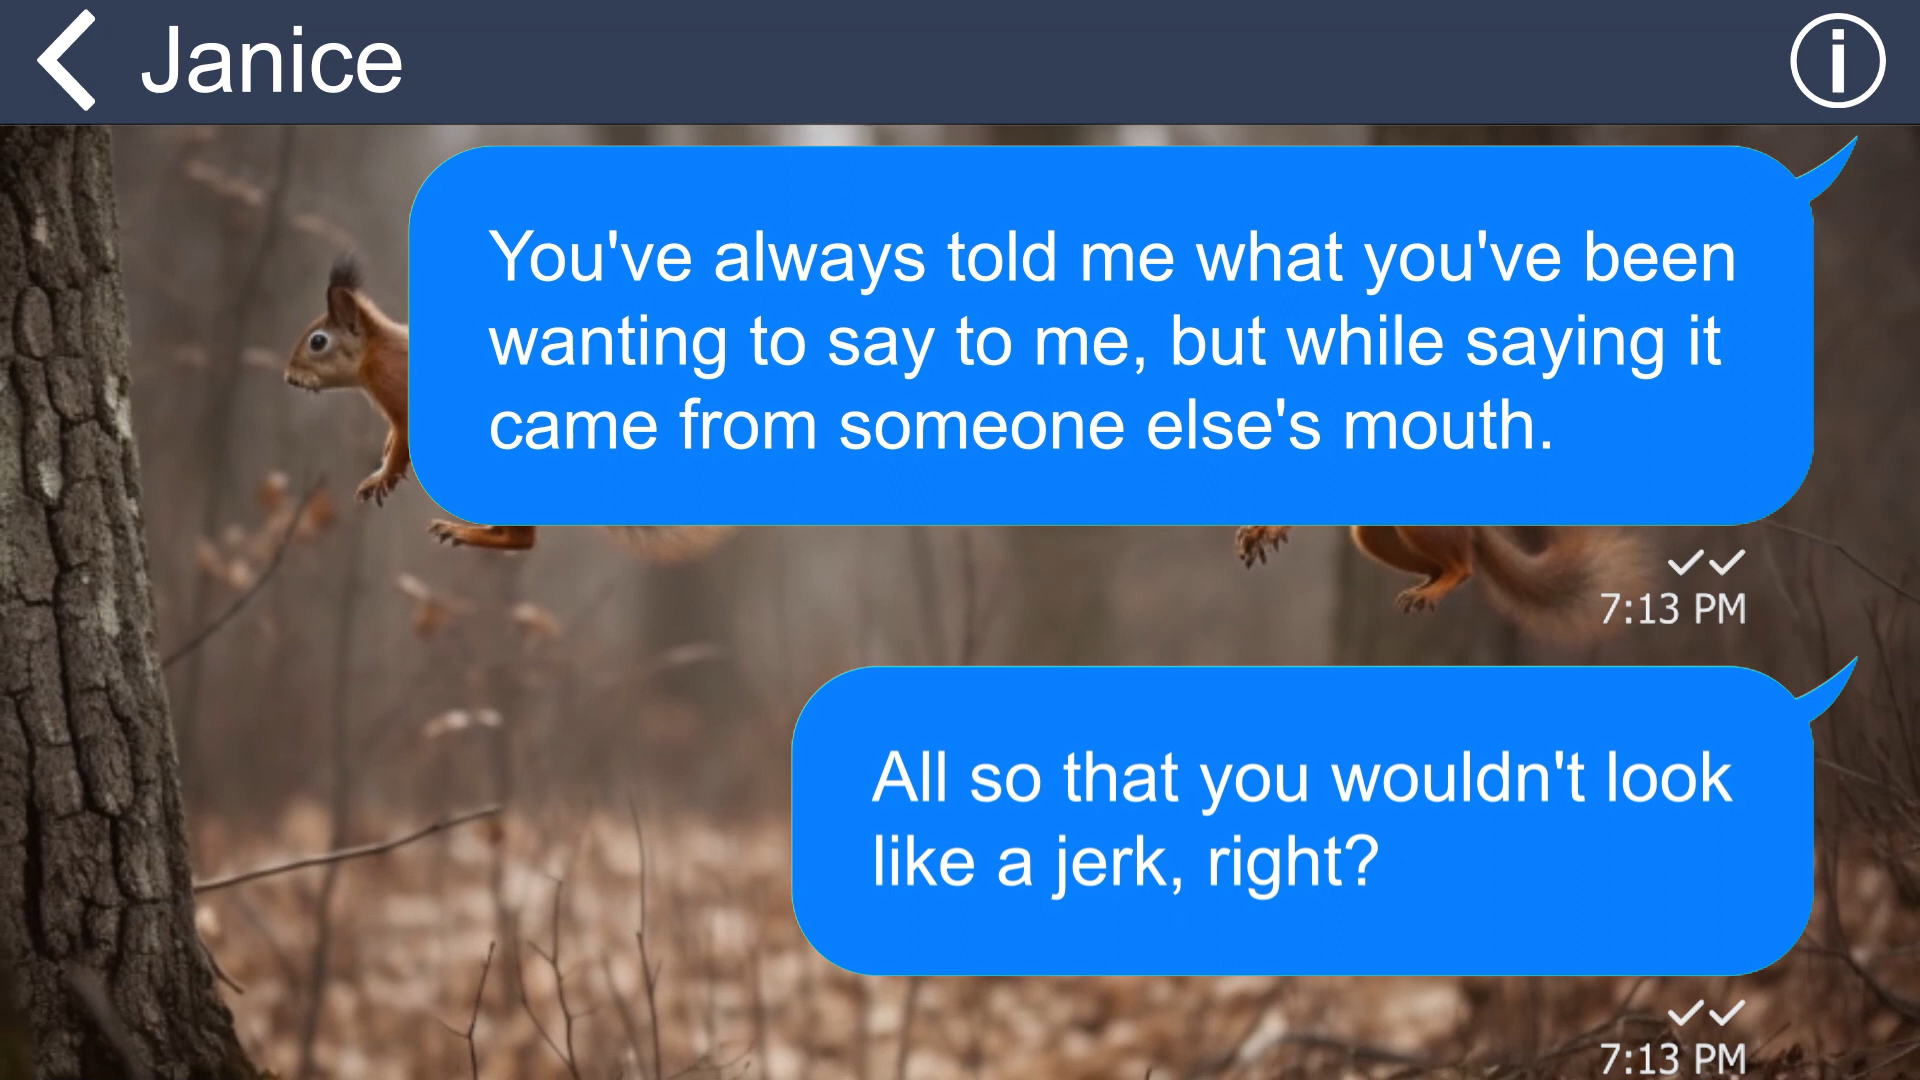 Janice
You've always told me what you've been
wanting to say to me, but while saying it
came from someone else's mouth.
7:13 PM
All so that you wouldn't look
like a jerk, right?
7:13 PM